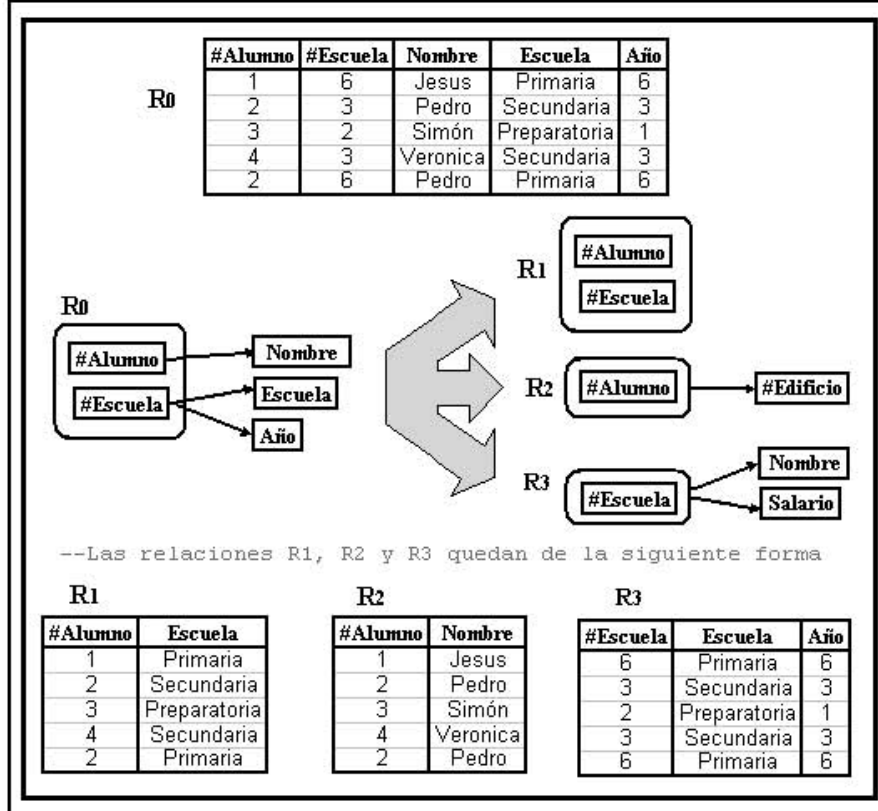 R0
#Alumno #Escuela Nombre Escuela Año
1 6 Jesus Primaria 6
2 3 Pedro Secundaria 3
3 2 Simón Preparatoria 1
4 3 Veronica Secundaria 3
2 6 Pedro Primaria 6
R0
#Alumno
#Escuela
Nombre
Escuela
Año
R1
#Alumno
#Escuela
R2
#Alumno
#Edificio
R3
#Escuela
Nombre
Salario
--Las relaciones R1, R2 y R3 quedan de la siguiente forma
R1
#Alumno Escuela
1 Primaria
2 Secundaria
3 Preparatoria
4 Secundaria
2 Primaria
R2
#Alumno Nombre
1 Jesus
2 Pedro
3 Simón
4 Veronica
2 Pedro
R3
#Escuela Escuela Año
6 Primaria 6
3 Secundaria 3
2 Preparatoria 1
3 Secundaria 3
6 Primaria 6